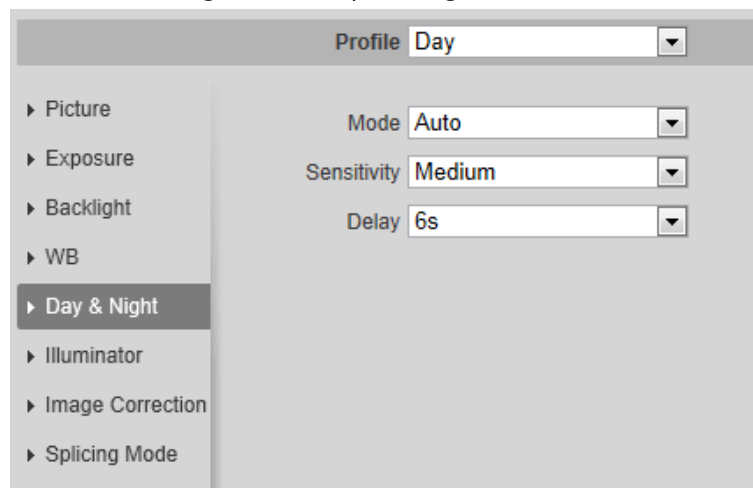 Profile Day
Picture
Mode Auto
Exposure
Sensitivity Medium
Backlight
Delay 6s
WB
Day & Night
Illuminator
Image Correction
Splicing Mode